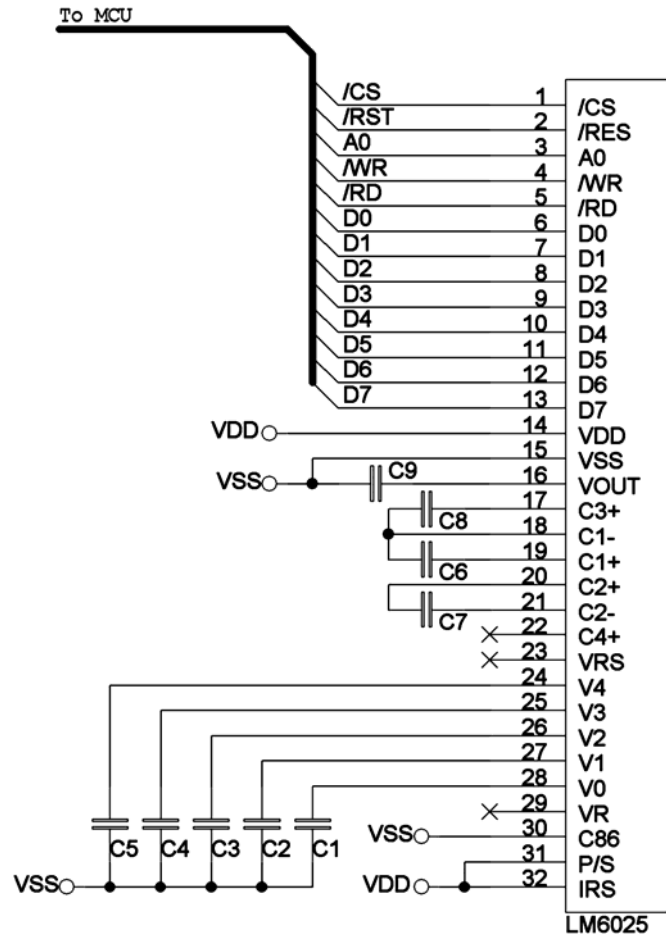 To MCU
/CS 1 /CS
/RST 2 /RES
A0 3 A0
/WR 4 /WR
/RD 5 /RD
D0 6 D0
D1 7 D1
D2 8 D2
D3 9 D3
D4 10 D4
D5 11 D5
D6 12 D6
D7 13 D7
VDD 14 VDD
15 VSS
VSS C9 16 VOUT
17 C3+
C8 18 C1-
19 C1+
C6 20 C2+
21 C2-
C7 22 C4+
23 VRS
24 V4
25 V3
26 V2
27 V1
28 V0
29 VR
VSS 30 C86
C5 C4 C3 C2 C1
31 P/S
VSS VDD 32 IRS
LM6025